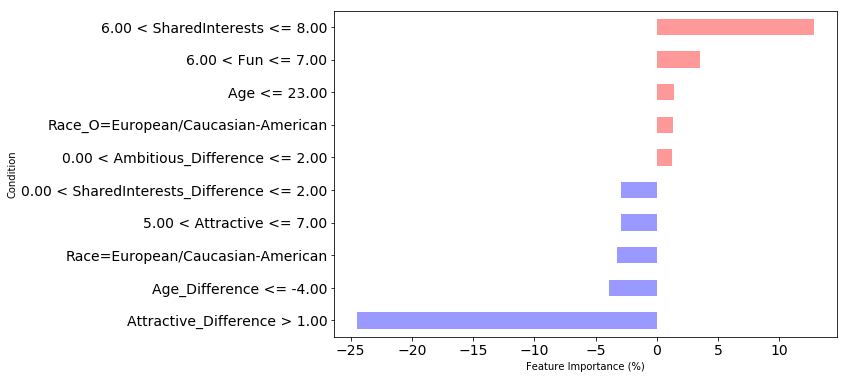 6.00 < SharedInterests <= 8.00
6.00 < Fun <= 7.00
Age <= 23.00
Race_O=European/Caucasian-American
0.00 < Ambitious_Difference <= 2.00
0.00 < SharedInterests_Difference <= 2.00
5.00 < Attractive <= 7.00
Race=European/Caucasian-American
Age_Difference <= -4.00
Attractive_Difference > 1.00
Condition
−25 −20 −15 −10 −5 0 5 10
Feature Importance (%)